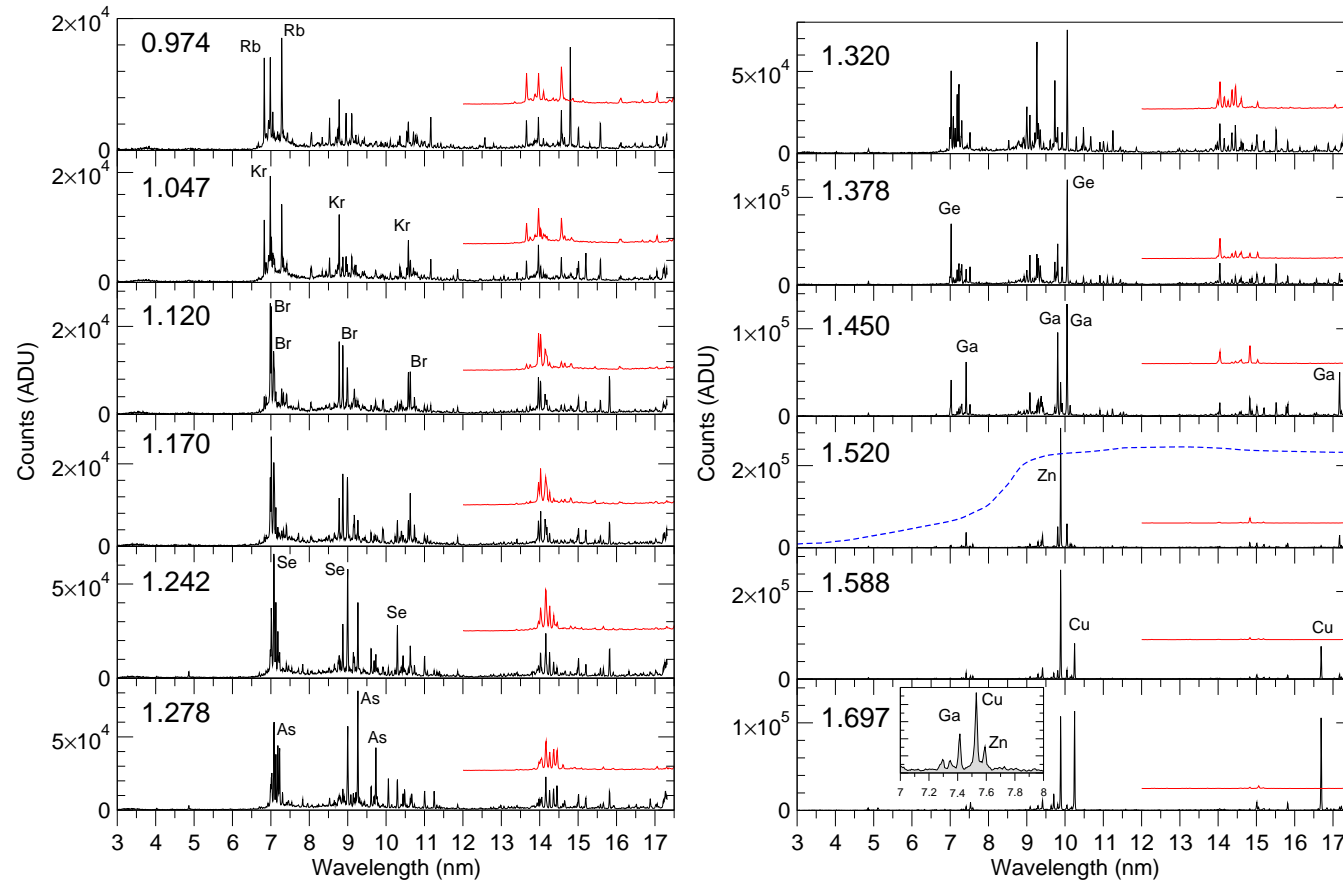 2×10⁴
0.974
Rb
Rb
0
2×10⁴
1.047
Kr
Kr
Kr
0
2×10⁴
1.120
Br
Br
Br
Br
0
2×10⁴
1.170
0
5×10⁴
1.242
Se
Se
Se
0
5×10⁴
1.278
As
As
As
0
3 4 5 6 7 8 9 10 11 12 13 14 15 16 17
Wavelength (nm)
Counts (ADU)
1.320
5×10⁴
0
1.378
1×10⁵
Ge
Ge
0
1.450
1×10⁵
Ga
Ga
Ga
Ga
0
1.520
2×10⁵
Zn
0
1.588
2×10⁵
Cu
Cu
0
1.697
1×10⁵
Ga
Cu
Zn
7 7.2 7.4 7.6 7.8 8
0
3 4 5 6 7 8 9 10 11 12 13 14 15 16 17
Wavelength (nm)
Counts (ADU)